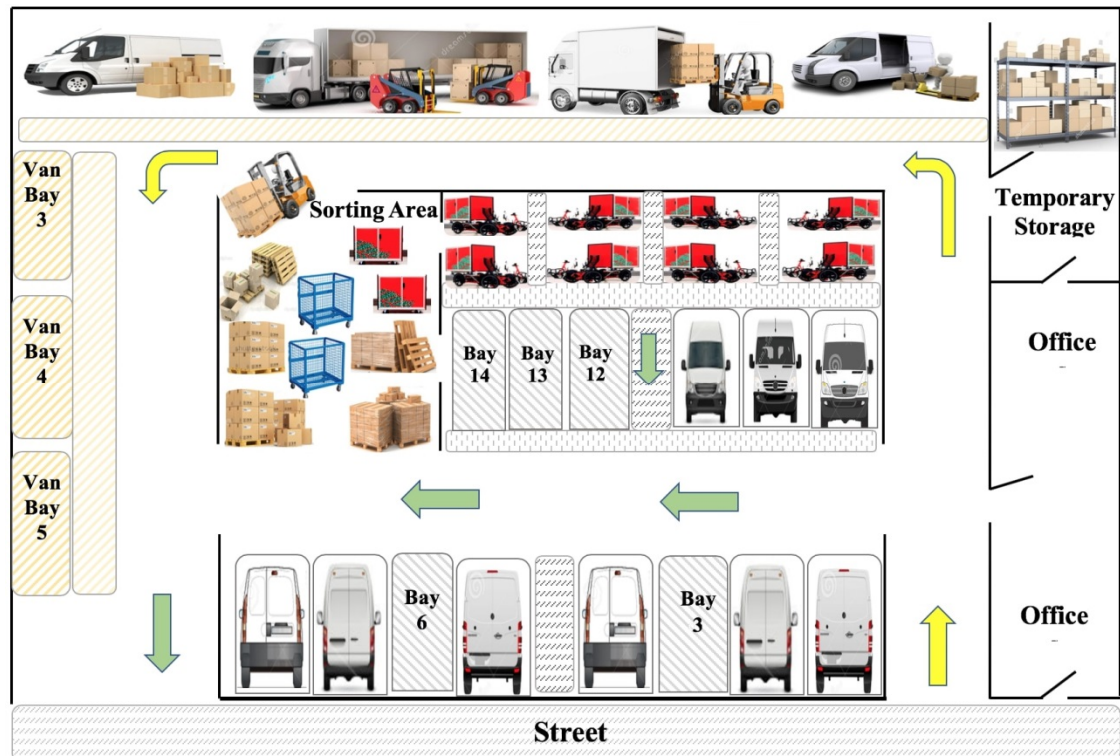 Van
Bay
3
Sorting Area
Temporary
Storage
Van
Bay
4
Bay
14
Bay
13
Bay
12
Office
Van
Bay
5
Bay
6
Bay
3
Office
Street